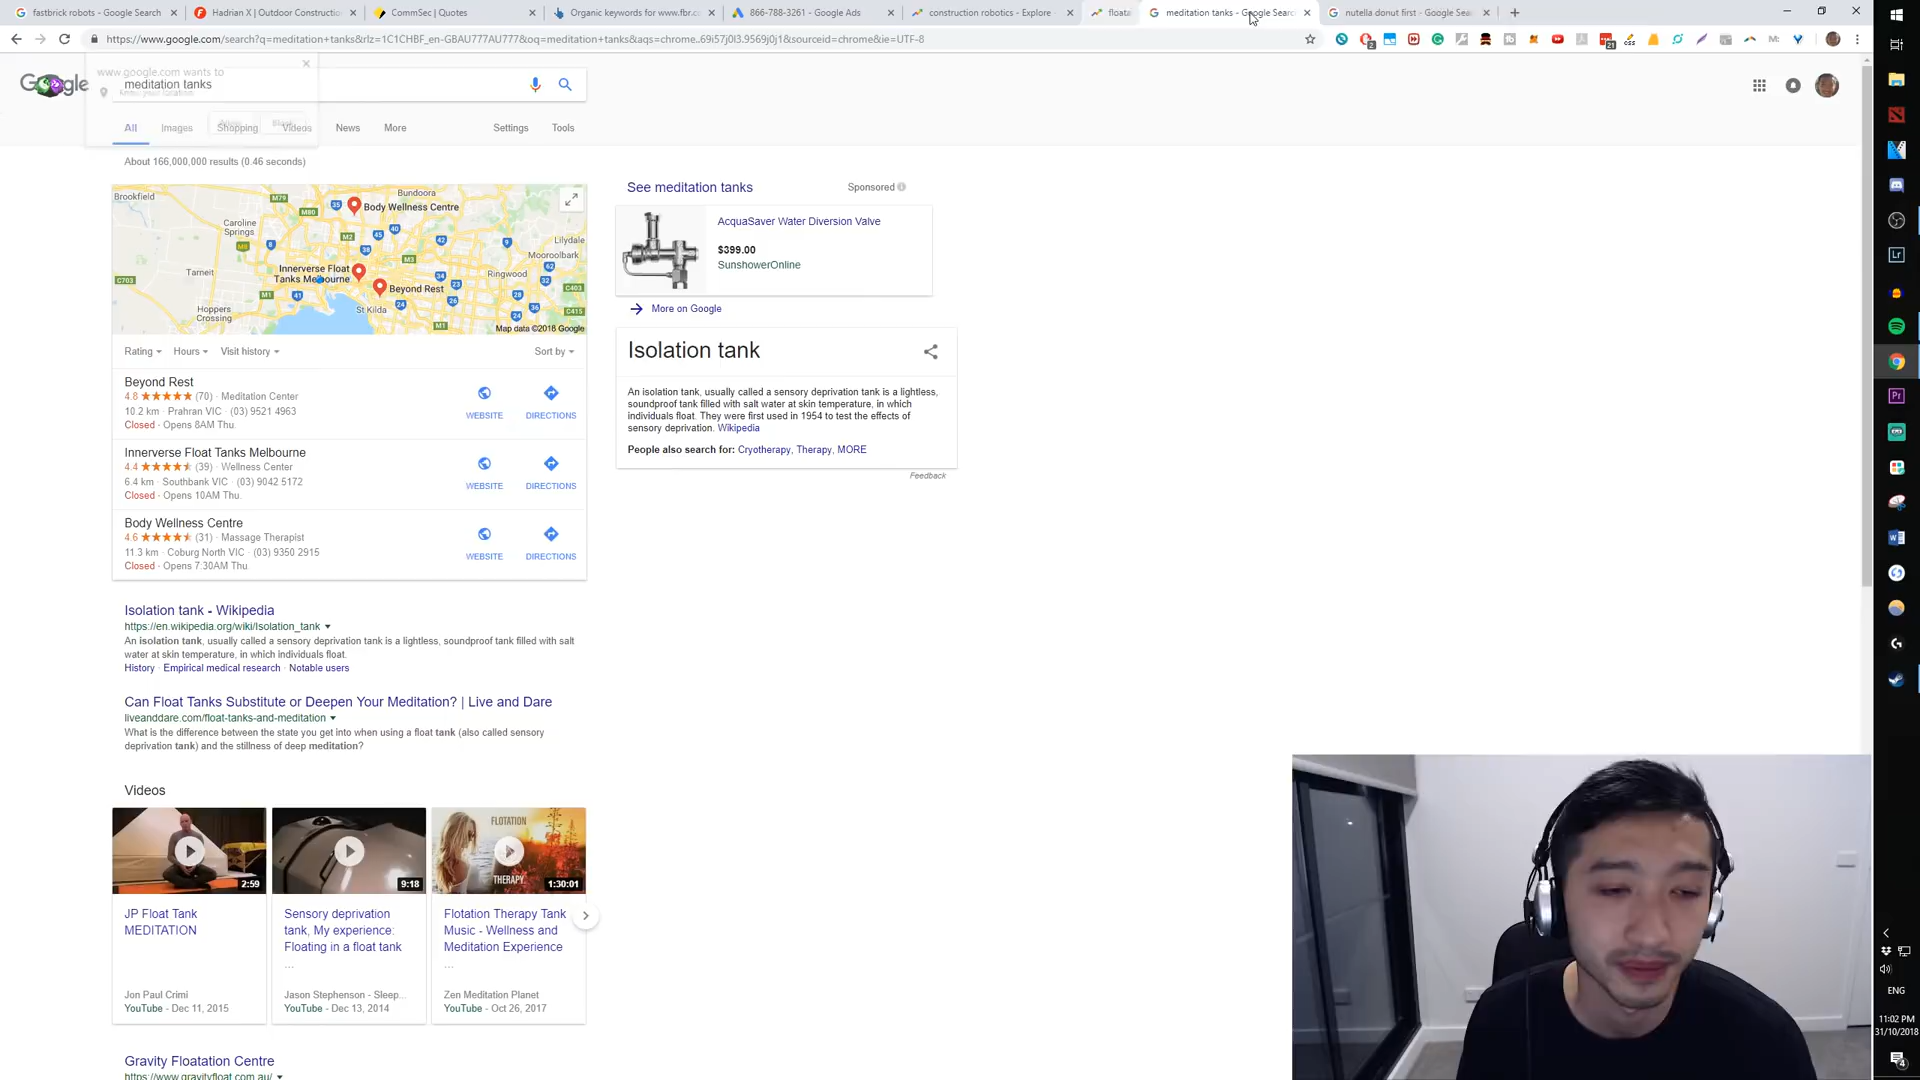 fastbrick robots - Google Search
Hadrian X | Outdoor Constructio
CommSec | Quotes
Organic keywords for www.fbr.c
866-788-3261 - Google Ads
construction robotics - Explore
floata
meditation tanks - Google Searc
nutella donut first - Google Sea
https://www.google.com/search?q=meditation+tanks&rlz=1C1CHBF_en-GBAU777AU777&oq=meditation+tanks&aqs=chrome..69i57j0l3.9569j0j1&sourceid=chrome&ie=UTF-8
www.google.com wants to
meditation tanks
All
Images
Shopping
Videos
News
More
Settings
Tools
About 166,000,000 results (0.46 seconds)
Brookfield
Bundoora
Body Wellness Centre
Caroline
Springs
Lilydale
Mooroolbark
Tarneit
Innerverse Float
Tanks Melbourne
Ringwood
Beyond Rest
Hoppers
Crossing
St Kilda
Map data ©2018 Google
Rating
Hours
Visit history
Sort by
Beyond Rest
4.8 (70) · Meditation Center
10.2 km · Prahran VIC · (03) 9521 4963
Closed · Opens 8AM Thu.
WEBSITE
DIRECTIONS
Innerverse Float Tanks Melbourne
4.4 (39) · Wellness Center
6.4 km · Southbank VIC · (03) 9042 5172
Closed · Opens 10AM Thu.
WEBSITE
DIRECTIONS
Body Wellness Centre
4.6 (31) · Massage Therapist
11.3 km · Coburg North VIC · (03) 9350 2915
Closed · Opens 7:30AM Thu.
WEBSITE
DIRECTIONS
See meditation tanks
Sponsored
AcquaSaver Water Diversion Valve
$399.00
SunshowerOnline
More on Google
Isolation tank
An isolation tank, usually called a sensory deprivation tank is a lightless,
soundproof tank filled with salt water at skin temperature, in which
individuals float. They were first used in 1954 to test the effects of
sensory deprivation. Wikipedia
People also search for: Cryotherapy, Therapy, MORE
Feedback
Isolation tank - Wikipedia
https://en.wikipedia.org/wiki/Isolation_tank
An isolation tank, usually called a sensory deprivation tank is a lightless, soundproof tank filled with salt
water at skin temperature, in which individuals float.
History · Empirical medical research · Notable users
Can Float Tanks Substitute or Deepen Your Meditation? | Live and Dare
liveanddare.com/float-tanks-and-meditation
What is the difference between the state you get into when using a float tank (also called sensory
deprivation tank) and the stillness of deep meditation?
Videos
2:59
9:18
FLOTATION
THERAPY
1:30:01
JP Float Tank
MEDITATION
Jon Paul Crimi
YouTube - Dec 11, 2015
Sensory deprivation
tank, My experience:
Floating in a float tank
...
Jason Stephenson - Sleep...
YouTube - Dec 13, 2014
Flotation Therapy Tank
Music - Wellness and
Meditation Experience
...
Zen Meditation Planet
YouTube - Oct 26, 2017
Gravity Floatation Centre
https://www.gravityfloat.com.au/
ENG
11:02 PM
31/10/2018